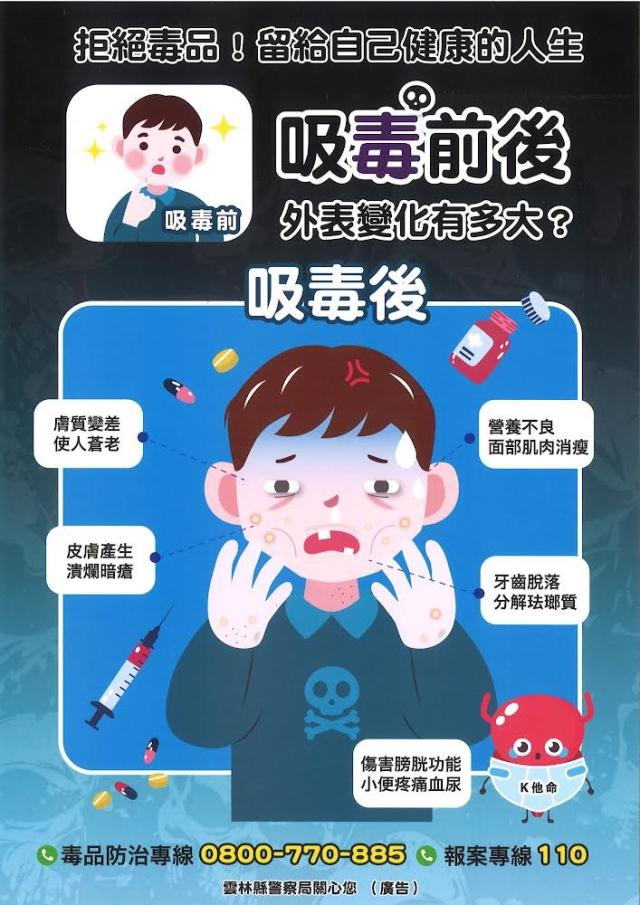 拒絕毒品！留給自己健康的人生
吸毒前後
外表變化有多大？
吸毒前
吸毒後
膚質變差
使人蒼老
營養不良
面部肌肉消瘦
皮膚產生
潰爛暗瘡
牙齒脫落
分解珐瑯質
傷害膀胱功能
小便疼痛血尿
K他命
毒品防治專線 0800-770-885 報案專線 110
雲林縣警察局關心您 （廣告）